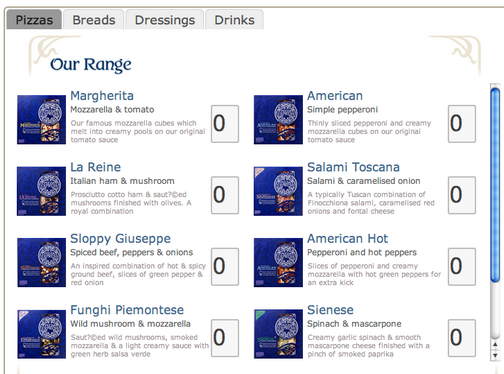 Pizzas Breads Dressings Drinks
Our Range
Margherita
Mozzarella & tomato
Our famous mozzarella cubes which
melt into creamy pools on our original
tomato sauce
0
American
Simple pepperoni
Thinly sliced pepperoni and creamy
mozzarella cubes on our original
tomato sauce
0
La Reine
Italian ham & mushroom
Prosciutto cotto ham & saut?©ed
mushrooms finished with olives. A
royal combination
0
Salami Toscana
Salami & caramelised onion
A typically Tuscan combination of
Finocchiona salami, caramelised red
onions and fontal cheese
0
Sloppy Giuseppe
Spiced beef, peppers & onions
An inspired combination of hot & spicy
ground beef, slices of green pepper &
red onion
0
American Hot
Pepperoni and hot peppers
Slices of pepperoni and creamy
mozzarella with hot green peppers for
an extra kick
0
Funghi Piemontese
Wild mushroom & mozzarella
Saut?©ed wild mushrooms, smoked
mozzarella & a light creamy sauce with
green herb salsa verde
0
Sienese
Spinach & mascarpone
Creamy garlic spinach & smooth
mascarpone cheese finished with a
pinch of smoked paprika
0